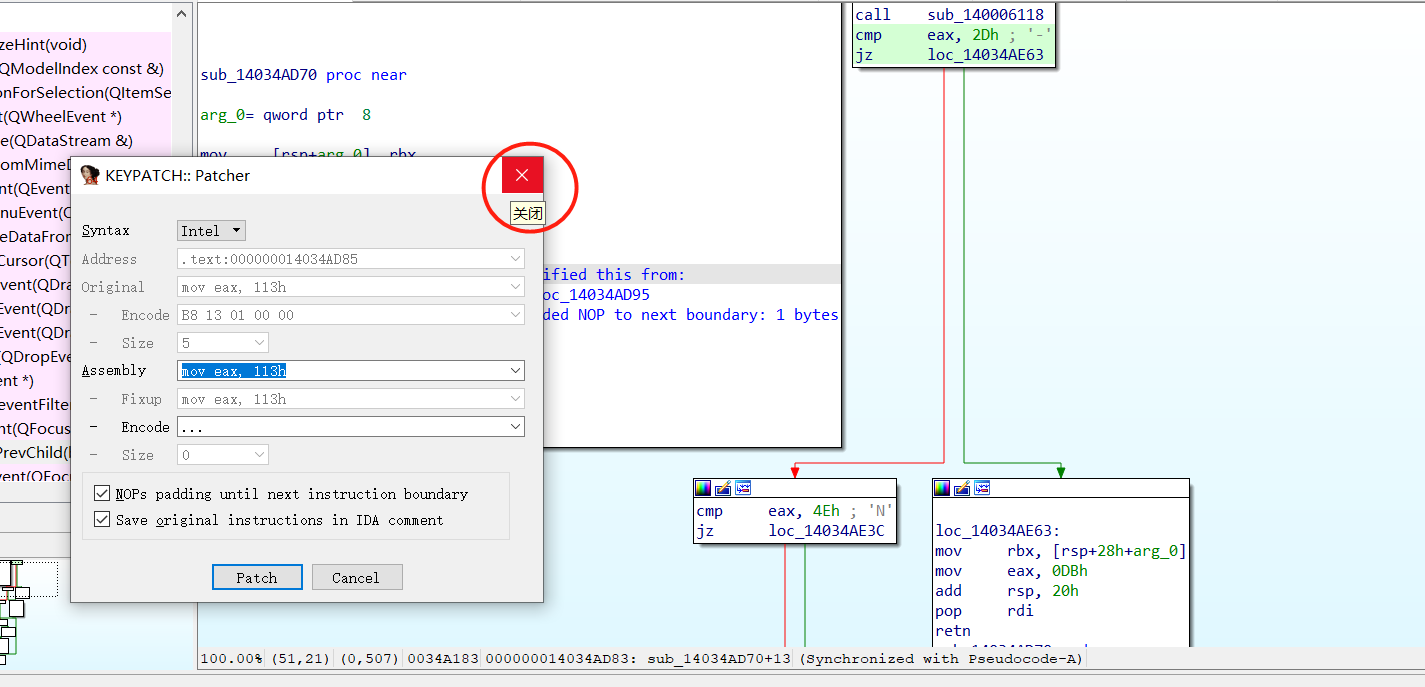 zeHint(void)
QModelIndex const &)
onForSelection(QItemSe
t(QWheelEvent *)
e(QDataStream &)
omMimeD
nt(QEvent
nuEvent(Q
eDataFrom
Cursor(QT
vent(QDra
Event(QDr
Event(QDr
(QDropEve
ent *)
eventFilter
nt(QFocus
PrevChild(
vent(QFoc
sub_14034AD70 proc near
arg_0= qword ptr  8
mov     [rsp+arg_0], rbx
ified this from:
oc_14034AD95
ded NOP to next boundary: 1 bytes
call    sub_140006118
cmp     eax, 2Dh ; '-'
jz      loc_14034AE63
KEYPATCH:: Patcher
关闭
Syntax Intel
Address .text:000000014034AD85
Original mov eax, 113h
- Encode B8 13 01 00 00
- Size 5
Assembly mov eax, 113h
- Fixup mov eax, 113h
- Encode ...
- Size 0
NOPs padding until next instruction boundary
Save original instructions in IDA comment
Patch Cancel
cmp     eax, 4Eh ; 'N'
jz      loc_14034AE3C
loc_14034AE63:
mov     rbx, [rsp+28h+arg_0]
mov     eax, 0DBh
add     rsp, 20h
pop     rdi
retn
100.00% (51,21) (0,507) 0034A183 000000014034AD83: sub_14034AD70+13 (Synchronized with Pseudocode-A)